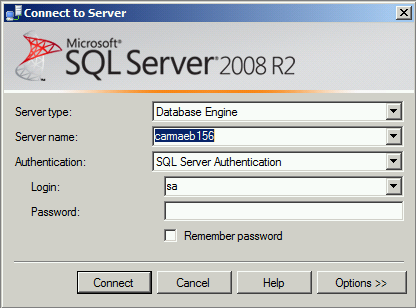 Connect to Server
Microsoft®
SQL Server® 2008 R2
Server type: Database Engine
Server name: carmaeb156
Authentication: SQL Server Authentication
Login: sa
Password:
Remember password
Connect Cancel Help Options >>